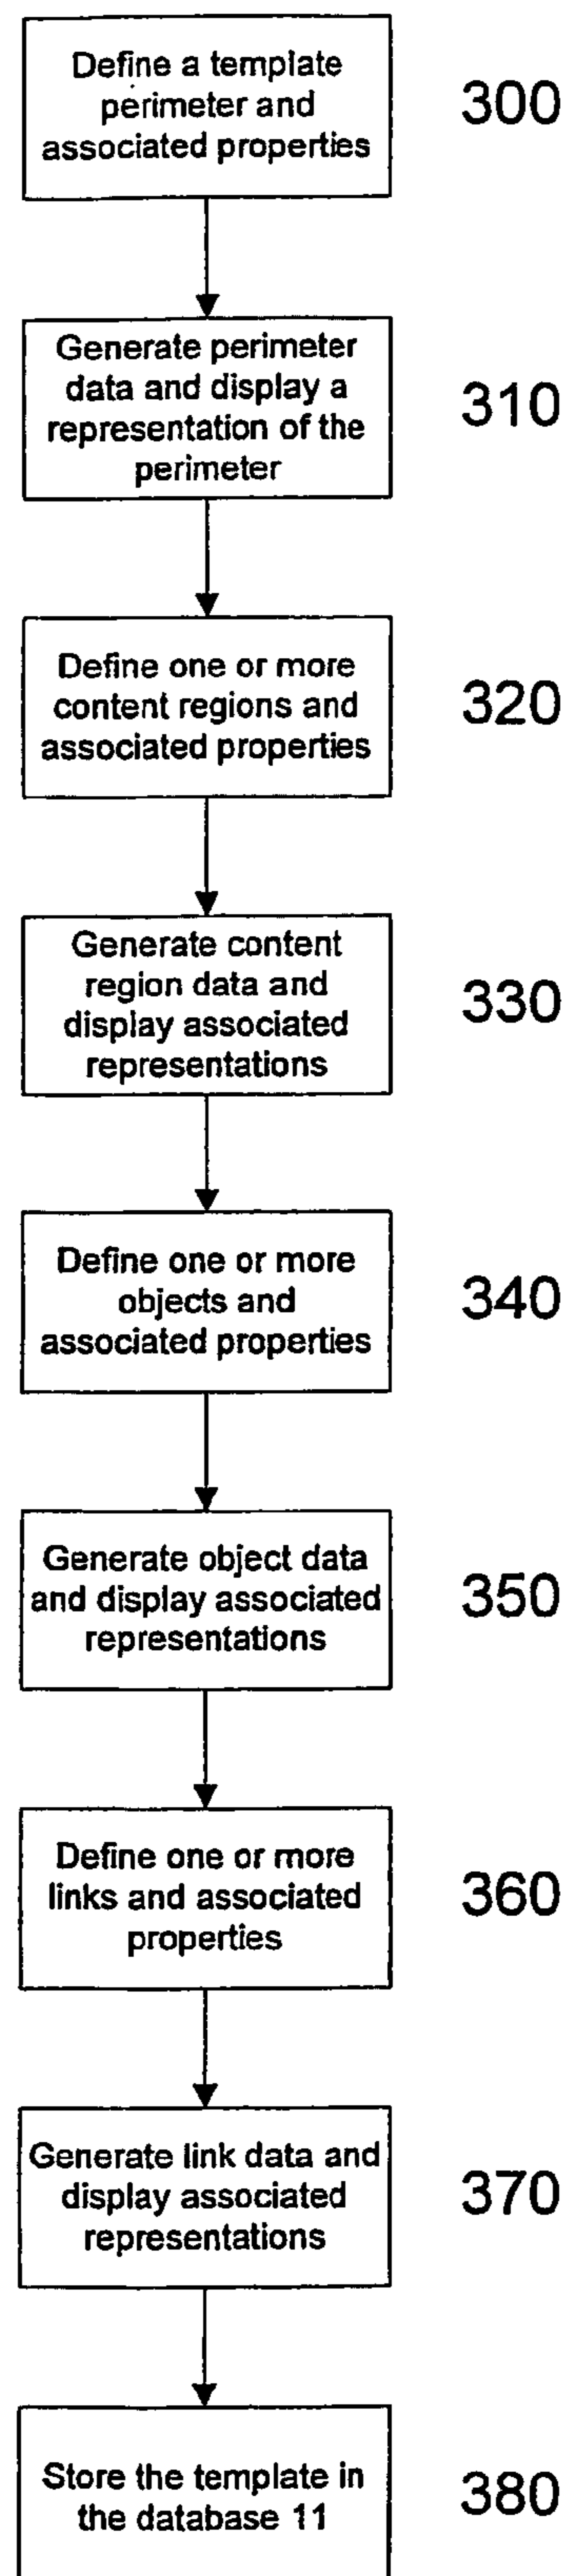 Define a template
perimeter and
associated properties
300
Generate perimeter
data and display a
representation of the
perimeter
310
Define one or more
content regions and
associated properties
320
Generate content
region data and
display associated
representations
330
Define one or more
objects and
associated properties
340
Generate object data
and display associated
representations
350
Define one or more
links and associated
properties
360
Generate link data and
display associated
representations
370
Store the template in
the database 11
380